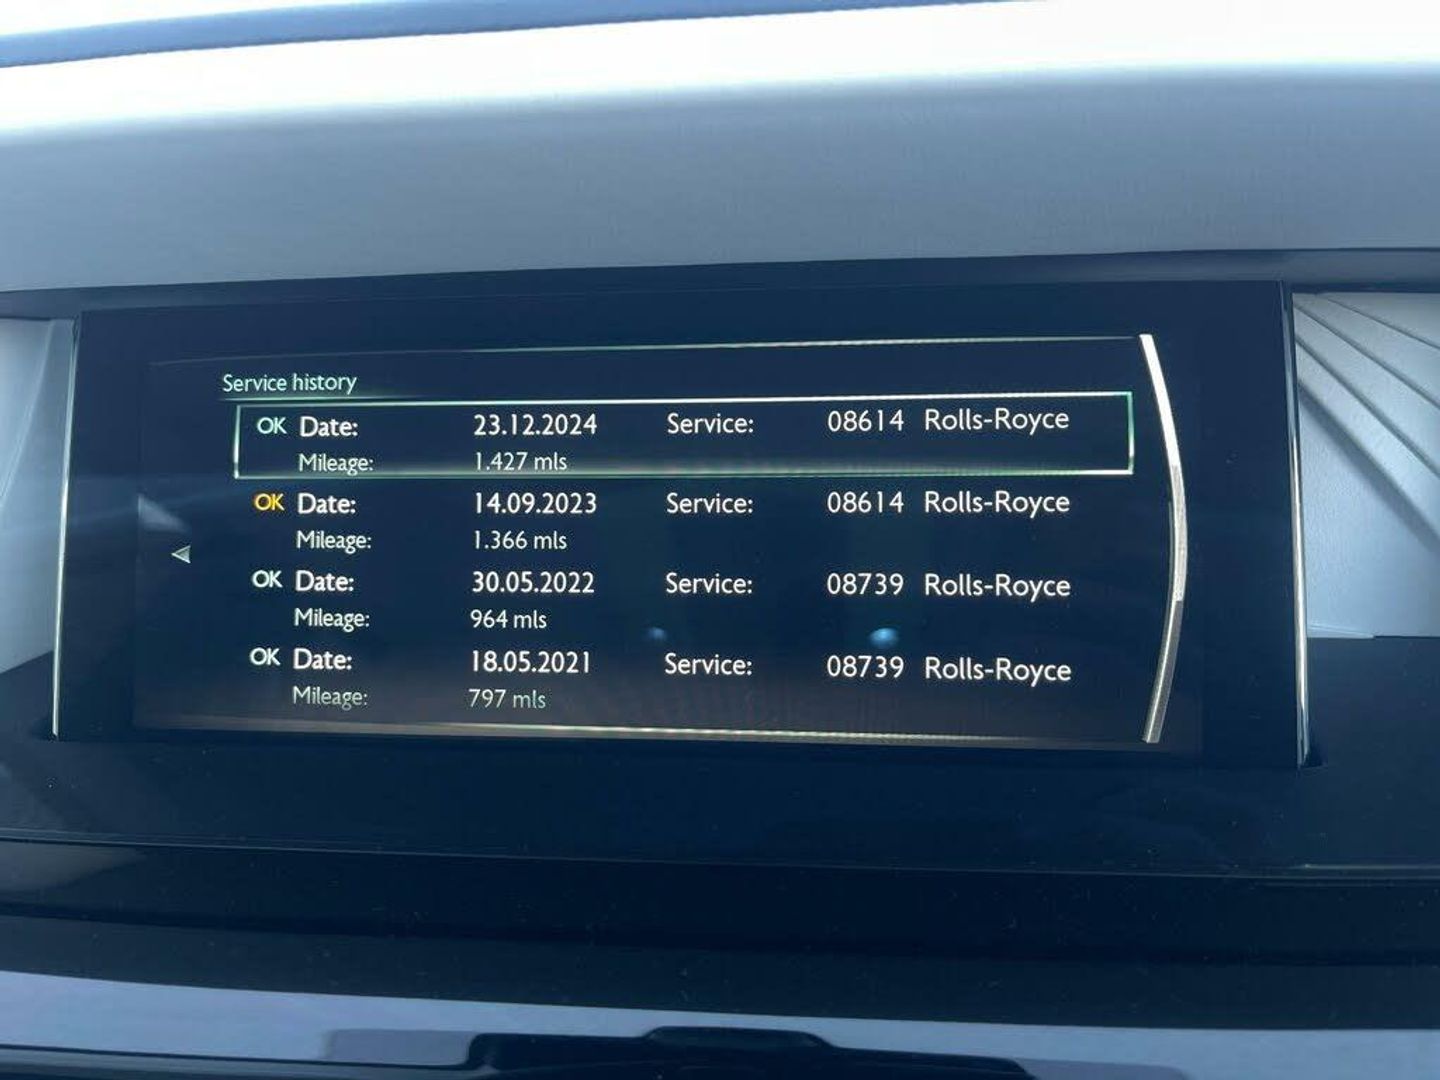 Service history
OK Date: 23.12.2024 Service: 08614 Rolls-Royce
Mileage: 1.427 mls
OK Date: 14.09.2023 Service: 08614 Rolls-Royce
Mileage: 1.366 mls
OK Date: 30.05.2022 Service: 08739 Rolls-Royce
Mileage: 964 mls
OK Date: 18.05.2021 Service: 08739 Rolls-Royce
Mileage: 797 mls